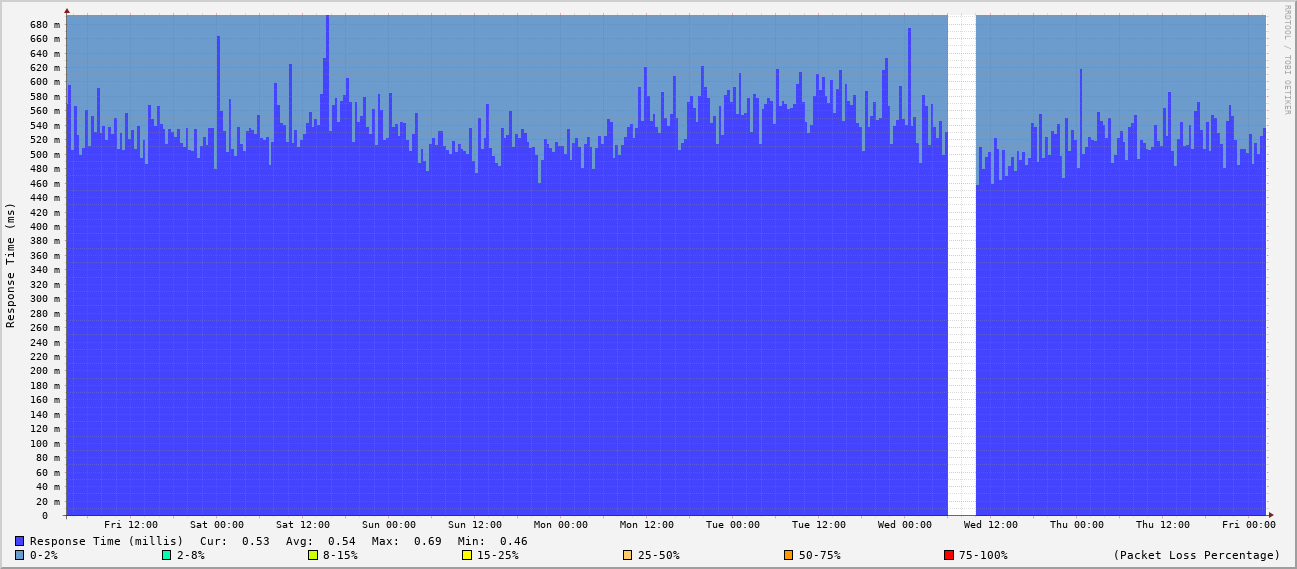 RRDTOOL / TOBI OETIKER
Response Time (ms)
680 m
660 m
640 m
620 m
600 m
580 m
560 m
540 m
520 m
500 m
480 m
460 m
440 m
420 m
400 m
380 m
360 m
340 m
320 m
300 m
280 m
260 m
240 m
220 m
200 m
180 m
160 m
140 m
120 m
100 m
80 m
60 m
40 m
20 m
0
Fri 12:00 Sat 00:00 Sat 12:00 Sun 00:00 Sun 12:00 Mon 00:00 Mon 12:00 Tue 00:00 Tue 12:00 Wed 00:00 Wed 12:00 Thu 00:00 Thu 12:00 Fri 00:00
Response Time (millis) Cur: 0.53 Avg: 0.54 Max: 0.69 Min: 0.46
0-2% 2-8% 8-15% 15-25% 25-50% 50-75% 75-100% (Packet Loss Percentage)